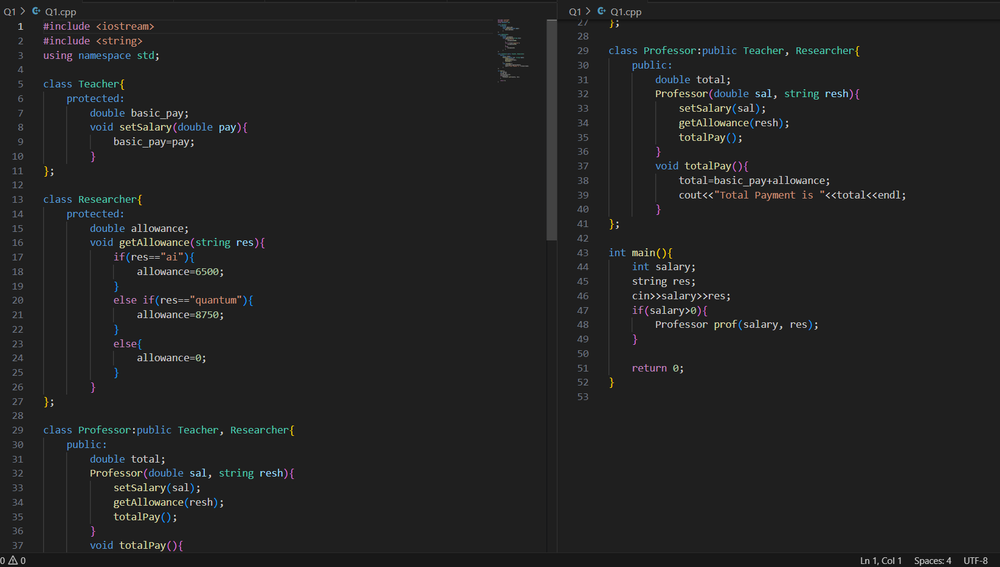 Q1 > Q1.cpp
1 #include <iostream>
2 #include <string>
3 using namespace std;
4
5 class Teacher{
6 protected:
7 double basic_pay;
8 void setSalary(double pay){
9 basic_pay=pay;
10 }
11 };
12
13 class Researcher{
14 protected:
15 double allowance;
16 void getAllowance(string res){
17 if(res=="ai"){
18 allowance=6500;
19 }
20 else if(res=="quantum"){
21 allowance=8750;
22 }
23 else{
24 allowance=0;
25 }
26 }
27 };
28
29 class Professor:public Teacher, Researcher{
30 public:
31 double total;
32 Professor(double sal, string resh){
33 setSalary(sal);
34 getAllowance(resh);
35 totalPay();
36 }
37 void totalPay(){
Q1 > Q1.cpp
27 };
28
29 class Professor:public Teacher, Researcher{
30 public:
31 double total;
32 Professor(double sal, string resh){
33 setSalary(sal);
34 getAllowance(resh);
35 totalPay();
36 }
37 void totalPay(){
38 total=basic_pay+allowance;
39 cout<<"Total Payment is "<<total<<endl;
40 }
41 };
42
43 int main(){
44 int salary;
45 string res;
46 cin>>salary>>res;
47 if(salary>0){
48 Professor prof(salary, res);
49 }
50
51 return 0;
52 }
53
0 0 Ln 1, Col 1 Spaces: 4 UTF-8